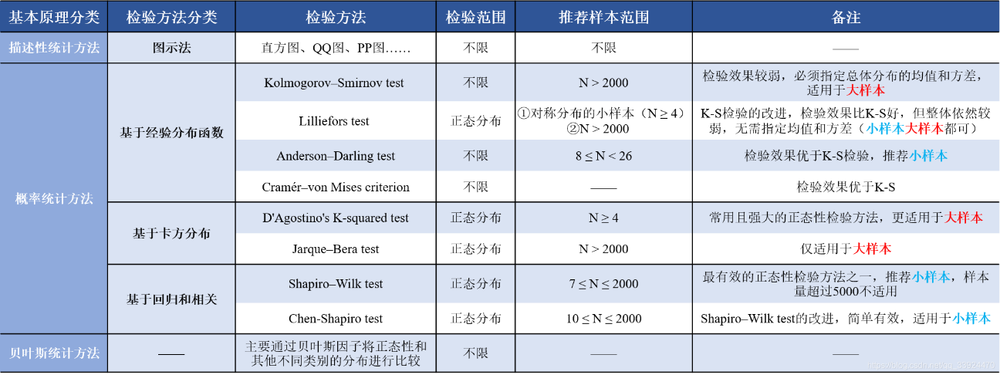 基本原理分类 检验方法分类 检验方法 检验范围 推荐样本范围 备注
描述性统计方法 图示法 直方图、QQ图、PP图…… 不限 不限 ——
概率统计方法
基于经验分布函数
Kolmogorov–Smirnov test 不限 N > 2000 检验效果较弱，必须指定总体分布的均值和方差，
适用于大样本
Lilliefors test 正态分布 ①对称分布的小样本（N ≥ 4）
②N > 2000
K-S检验的改进，检验效果比K-S好，但整体依然较
弱，无需指定均值和方差（小样本大样本都可）
Anderson–Darling test 不限 8 ≤ N < 26 检验效果优于K-S检验，推荐小样本
Cramér–von Mises criterion 不限 —— 检验效果优于K-S
基于卡方分布
D'Agostino's K-squared test 正态分布 N ≥ 4 常用且强大的正态性检验方法，更适用于大样本
Jarque–Bera test 正态分布 N > 2000 仅适用于大样本
基于回归和相关
Shapiro–Wilk test 正态分布 7 ≤ N ≤ 2000 最有效的正态性检验方法之一，推荐小样本，样本
量超过5000不适用
Chen-Shapiro test 正态分布 10 ≤ N ≤ 2000 Shapiro–Wilk test的改进，简单有效，适用于小样本
贝叶斯统计方法 —— 主要通过贝叶斯因子将正态性和
其他不同类别的分布进行比较
不限 —— ——